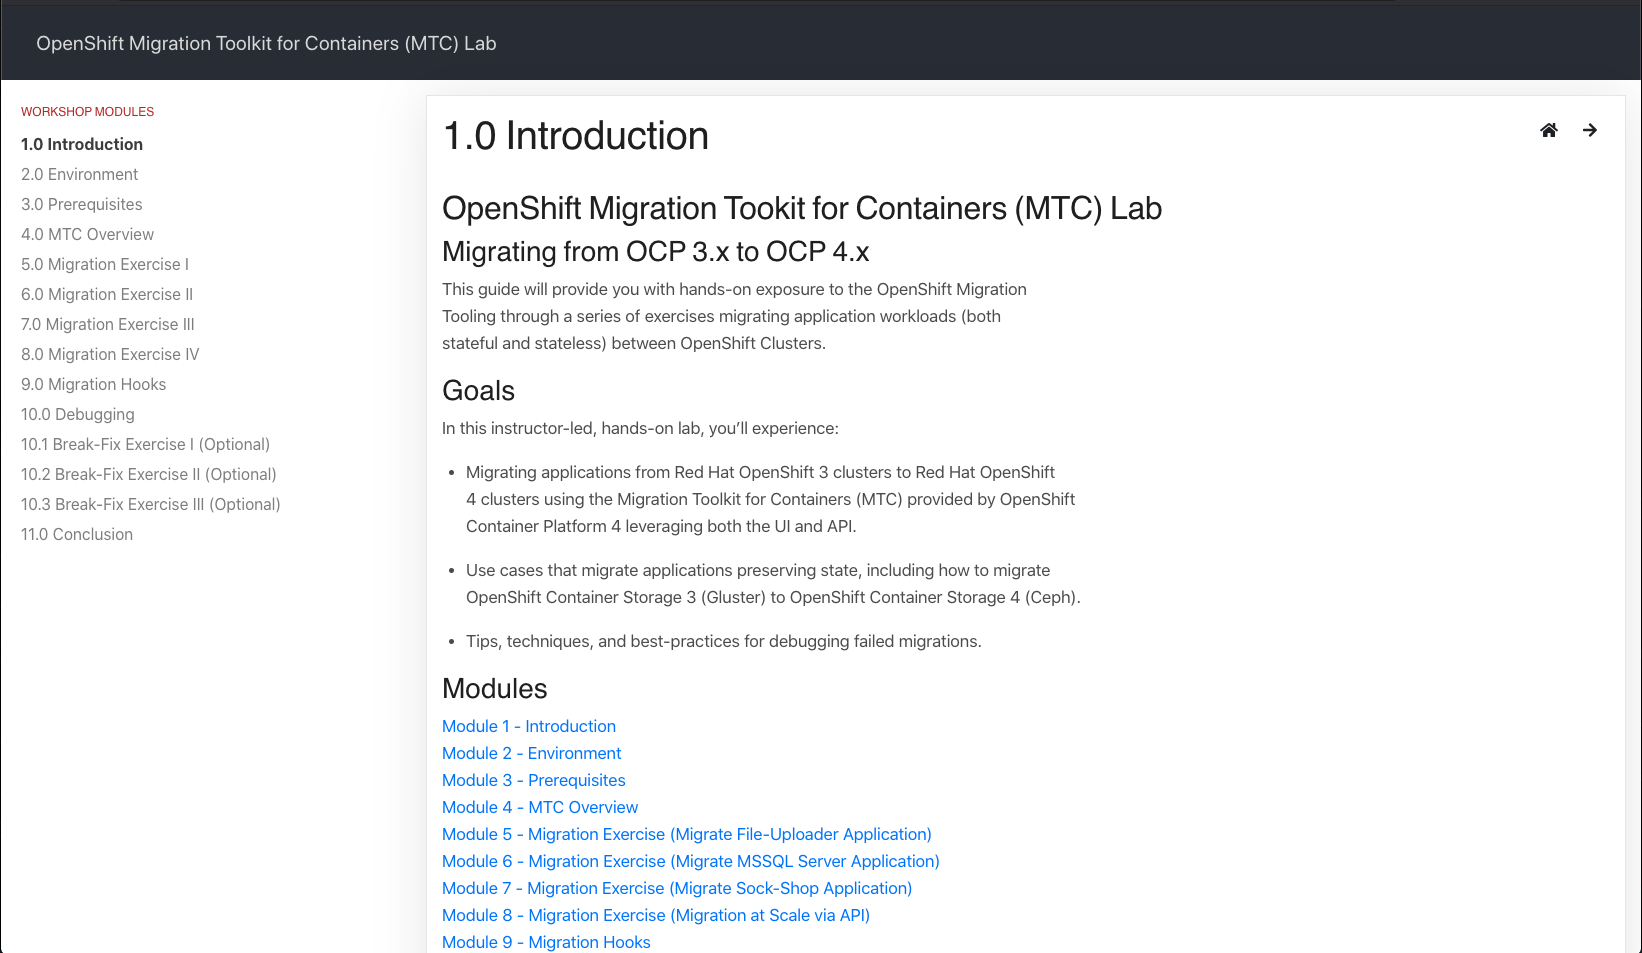 OpenShift Migration Toolkit for Containers (MTC) Lab
WORKSHOP MODULES
1.0 Introduction
2.0 Environment
3.0 Prerequisites
4.0 MTC Overview
5.0 Migration Exercise I
6.0 Migration Exercise II
7.0 Migration Exercise III
8.0 Migration Exercise IV
9.0 Migration Hooks
10.0 Debugging
10.1 Break-Fix Exercise I (Optional)
10.2 Break-Fix Exercise II (Optional)
10.3 Break-Fix Exercise III (Optional)
11.0 Conclusion
1.0 Introduction
OpenShift Migration Tookit for Containers (MTC) Lab
Migrating from OCP 3.x to OCP 4.x
This guide will provide you with hands-on exposure to the OpenShift Migration
Tooling through a series of exercises migrating application workloads (both
stateful and stateless) between OpenShift Clusters.
Goals
In this instructor-led, hands-on lab, you’ll experience:
• Migrating applications from Red Hat OpenShift 3 clusters to Red Hat OpenShift
4 clusters using the Migration Toolkit for Containers (MTC) provided by OpenShift
Container Platform 4 leveraging both the UI and API.
• Use cases that migrate applications preserving state, including how to migrate
OpenShift Container Storage 3 (Gluster) to OpenShift Container Storage 4 (Ceph).
• Tips, techniques, and best-practices for debugging failed migrations.
Modules
Module 1 - Introduction
Module 2 - Environment
Module 3 - Prerequisites
Module 4 - MTC Overview
Module 5 - Migration Exercise (Migrate File-Uploader Application)
Module 6 - Migration Exercise (Migrate MSSQL Server Application)
Module 7 - Migration Exercise (Migrate Sock-Shop Application)
Module 8 - Migration Exercise (Migration at Scale via API)
Module 9 - Migration Hooks